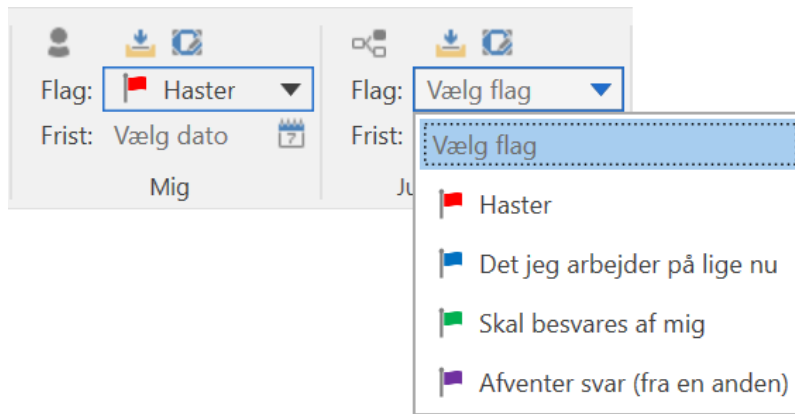 Flag: Haster
Frist: Vælg dato 7
Mig
Flag: Vælg flag
Frist:
Vælg flag
Haster
Det jeg arbejder på lige nu
Skal besvares af mig
Afventer svar (fra en anden)